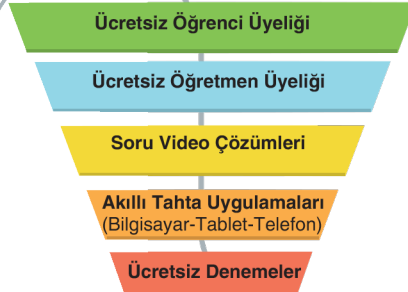 Ücretsiz Öğrenci Üyeliği
Ücretsiz Öğretmen Üyeliği
Soru Video Çözümleri
Akıllı Tahta Uygulamaları
(Bilgisayar-Tablet-Telefon)
Ücretsiz Denemeler